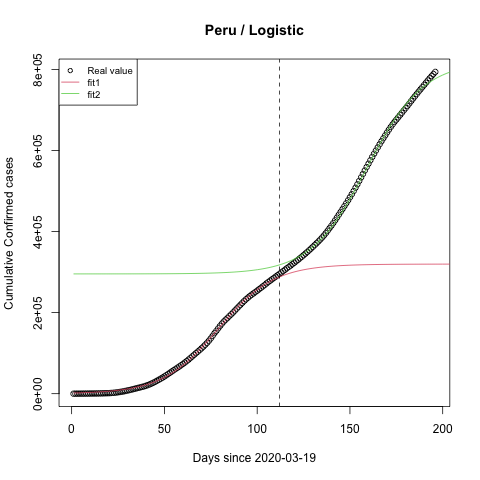 Peru / Logistic
Real value
fit1
fit2
Cumulative Confirmed cases
0e+00
2e+05
4e+05
6e+05
8e+05
0
50
100
150
200
Days since 2020-03-19